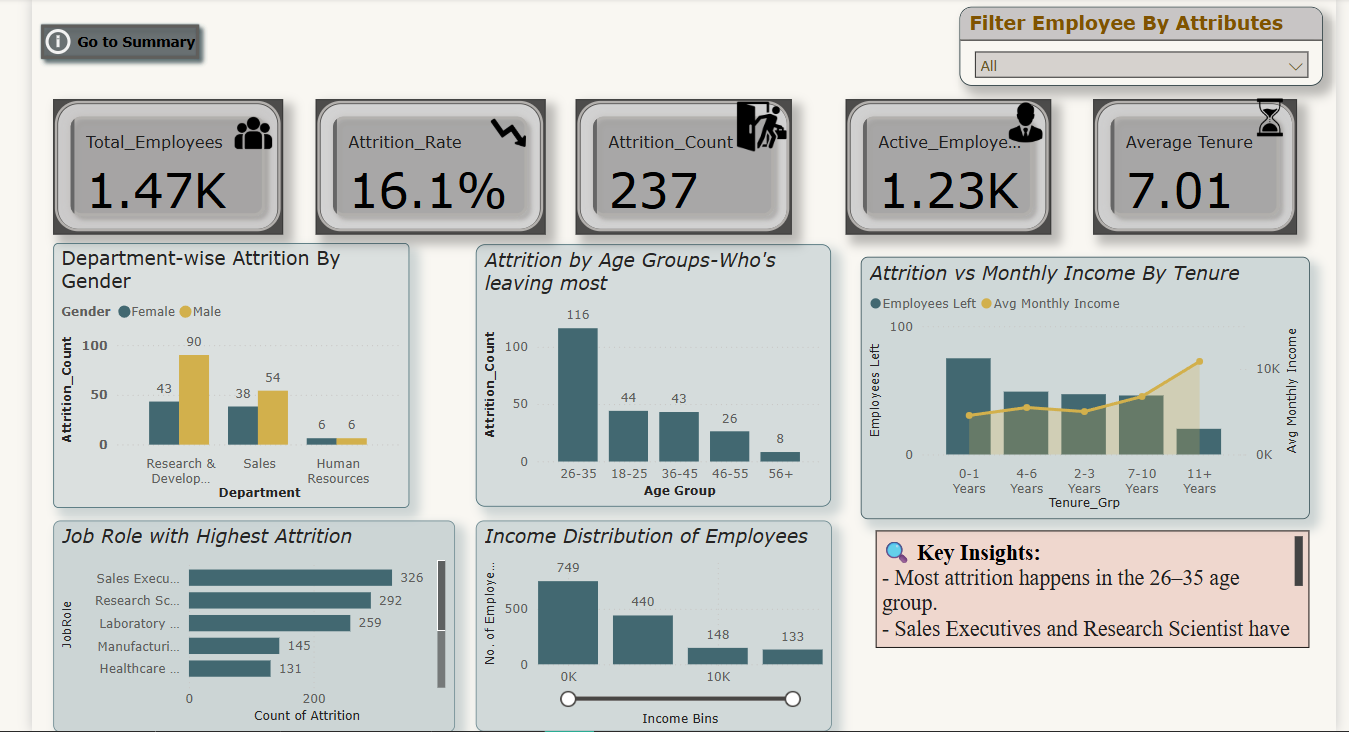 Go to Summary
Filter Employee By Attributes
All
Total_Employees
1.47K
Attrition_Rate
16.1%
Attrition_Count
237
Active_Employe...
1.23K
Average Tenure
7.01
Department-wise Attrition By
Gender
Gender Female Male
Attrition_Count
100
50
0
43
90
38
54
6
6
Research &
Develop...
Sales
Human
Resources
Department
Attrition by Age Groups-Who's
leaving most
Attrition_Count
100
50
0
116
44
43
26
8
26-35
18-25
36-45
46-55
56+
Age Group
Attrition vs Monthly Income By Tenure
Employees Left Avg Monthly Income
Employees Left
100
0
10K
0K
Avg Monthly Income
0-1
Years
4-6
Years
2-3
Years
7-10
Years
11+
Years
Tenure_Grp
Job Role with Highest Attrition
JobRole
Sales Execu...
326
Research Sc...
292
Laboratory ...
259
Manufacturi...
145
Healthcare ...
131
0
200
Count of Attrition
Income Distribution of Employees
No. of Employe...
500
0
749
440
148
133
0K
10K
Income Bins
Key Insights:
- Most attrition happens in the 26–35 age
group.
- Sales Executives and Research Scientist have